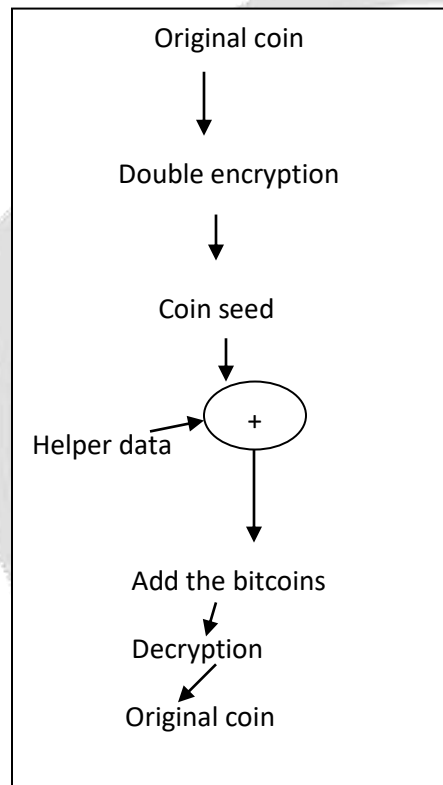 Original coin
Double encryption
Coin seed
+
Helper data
Add the bitcoins
Decryption
Original coin